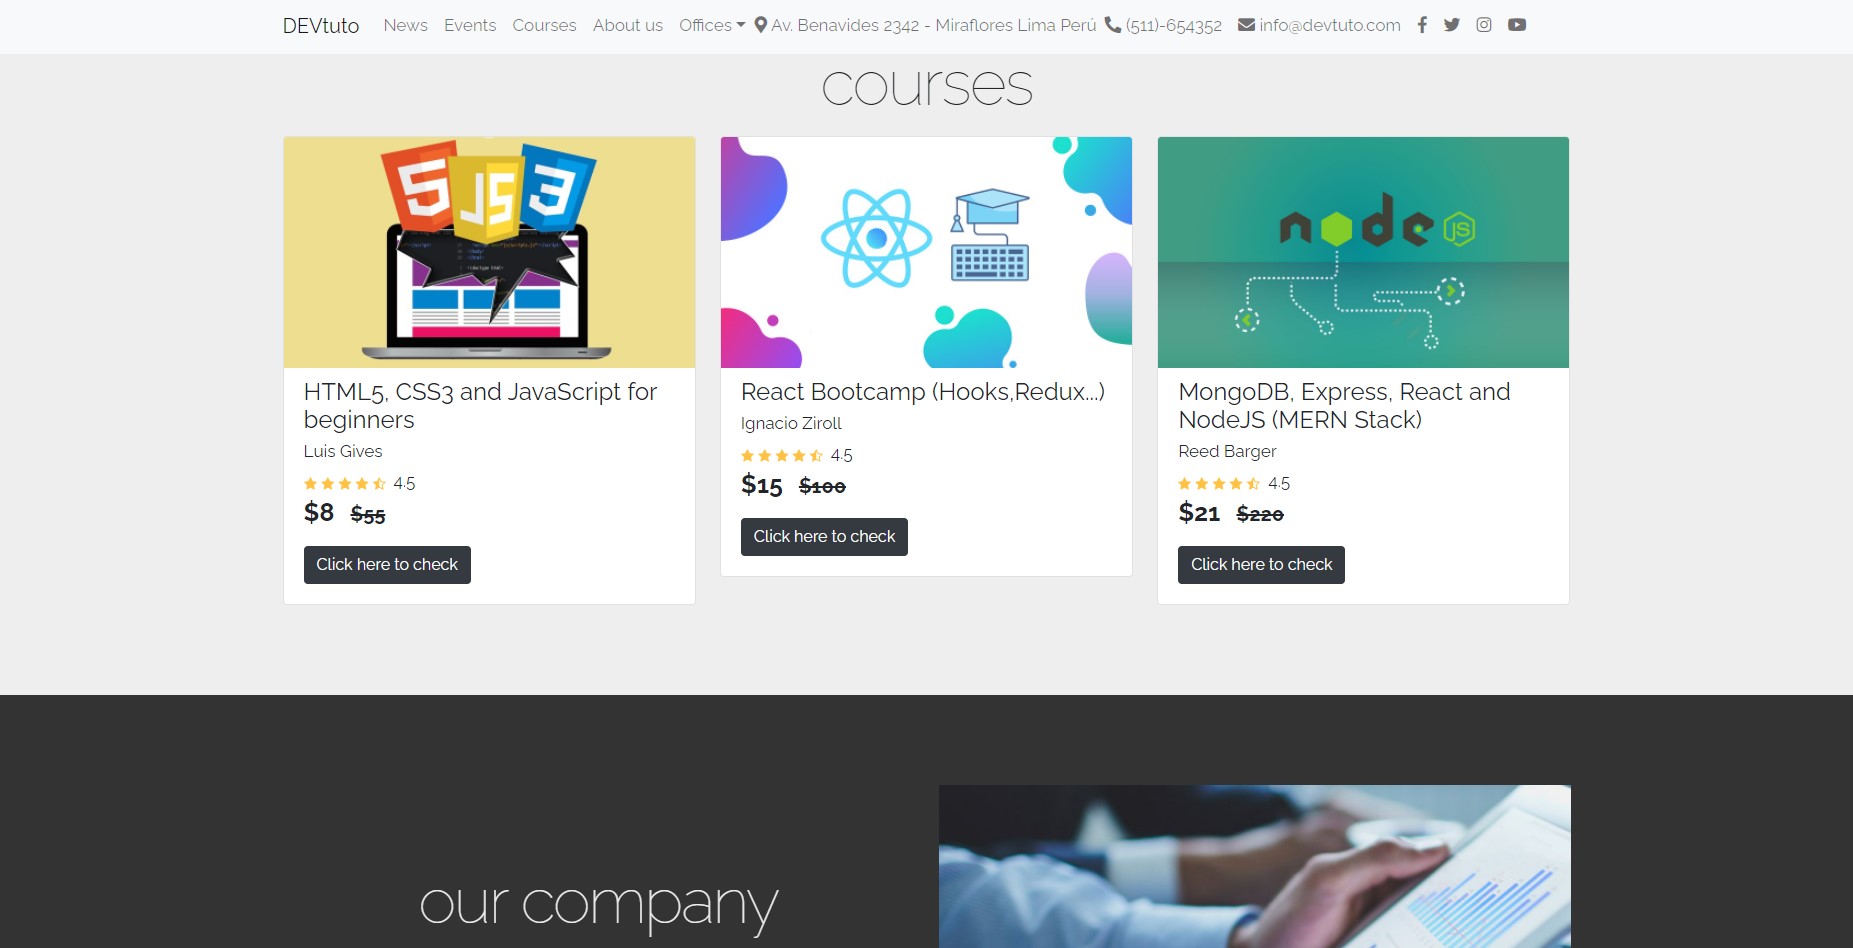 DEVtuto News Events Courses About us Offices Av. Benavides 2342 - Miraflores Lima Perú (511)-654352 info@devtuto.com
courses
5 JS 3
node JS
HTML5, CSS3 and JavaScript for
beginners
Luis Gives
4.5
$8 $55
Click here to check
React Bootcamp (Hooks,Redux...)
Ignacio Ziroll
4.5
$15 $100
Click here to check
MongoDB, Express, React and
NodeJS (MERN Stack)
Reed Barger
4.5
$21 $220
Click here to check
our company